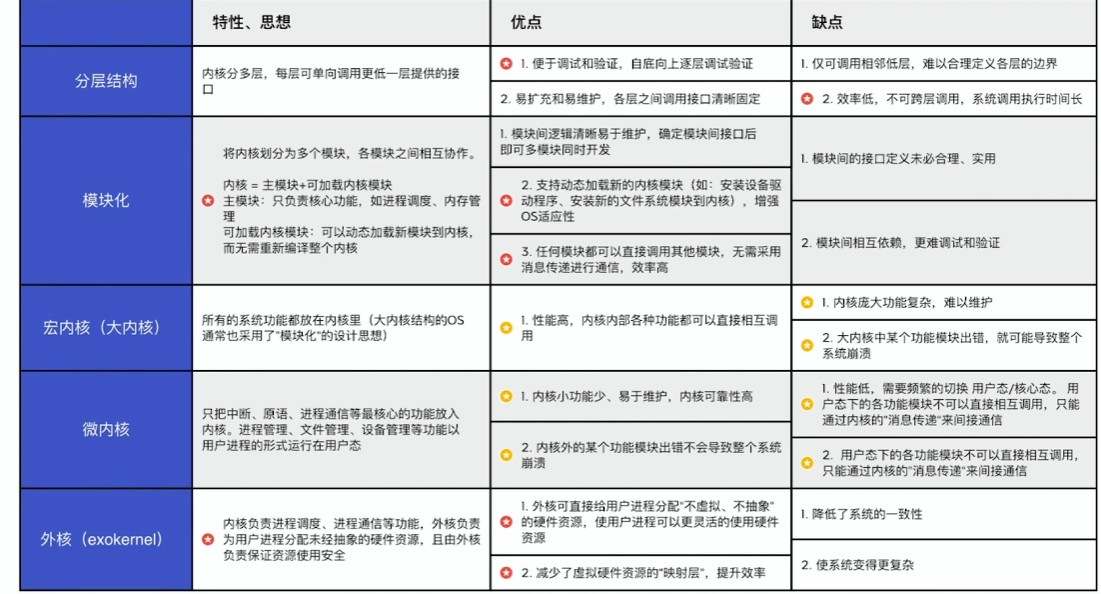 特性、思想
优点
缺点
分层结构
内核分多层，每层可单向调用更低一层提供的接
口
1. 便于调试和验证，自底向上逐层调试验证
2. 易扩充和易维护，各层之间调用接口清晰固定
1. 仅可调用相邻低层，难以合理定义各层的边界
2. 效率低，不可跨层调用，系统调用执行时间长
模块化
将内核划分为多个模块，各模块之间相互协作。
内核 = 主模块+可加载内核模块
主模块：只负责核心功能，如进程调度、内存管
理
可加载内核模块：可以动态加载新模块到内核，
而无需重新编译整个内核
1. 模块间逻辑清晰易于维护，确定模块间接口后
即可多模块同时开发
2. 支持动态加载新的内核模块（如：安装设备驱
动程序、安装新的文件系统模块到内核），增强
OS适应性
3. 任何模块都可以直接调用其他模块，无需采用
消息传递进行通信，效率高
1. 模块间的接口定义未必合理、实用
2. 模块间相互依赖，更难调试和验证
宏内核（大内核）
所有的系统功能都放在内核里（大内核结构的OS
通常也采用了"模块化"的设计思想）
1. 性能高，内核内部各种功能都可以直接相互调
用
1. 内核庞大功能复杂，难以维护
2. 大内核中某个功能模块出错，就可能导致整个
系统崩溃
微内核
只把中断、原语、进程通信等最核心的功能放入
内核。进程管理、文件管理、设备管理等功能以
用户进程的形式运行在用户态
1. 内核小功能少、易于维护，内核可靠性高
2. 内核外的某个功能模块出错不会导致整个系统
崩溃
1. 性能低，需要频繁的切换 用户态/核心态。 用
户态下的各功能模块不可以直接相互调用，只能
通过内核的"消息传递"来间接通信
2. 用户态下的各功能模块不可以直接相互调用，
只能通过内核的"消息传递"来间接通信
外核（exokernel）
内核负责进程调度、进程通信等功能，外核负责
为用户进程分配未经抽象的硬件资源，且由外核
负责保证资源使用安全
1. 外核可直接给用户进程分配"不虚拟、不抽象"
的硬件资源，使用户进程可以更灵活的使用硬件
资源
2. 减少了虚拟硬件资源的"映射层"，提升效率
1. 降低了系统的一致性
2. 使系统变得更复杂